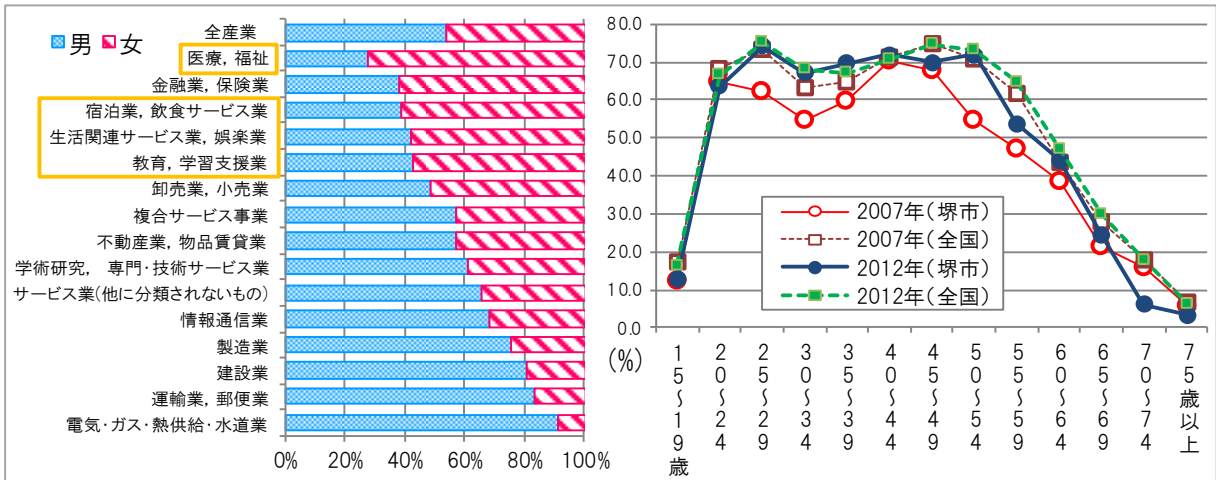 男 女
全産業
医療, 福祉
金融業, 保険業
宿泊業, 飲食サービス業
生活関連サービス業, 娯楽業
教育, 学習支援業
卸売業, 小売業
複合サービス事業
不動産業, 物品賃貸業
学術研究, 専門・技術サービス業
サービス業(他に分類されないもの)
情報通信業
製造業
建設業
運輸業, 郵便業
電気・ガス・熱供給・水道業
0% 20% 40% 60% 80% 100%
80.0
70.0
60.0
50.0
40.0
30.0
20.0
10.0
0.0
(%)
2007年(堺市)
2007年(全国)
2012年(堺市)
2012年(全国)
15~19歳
20~24
25~29
30~34
35~39
40~44
45~49
50~54
55~59
60~64
65~69
70~74
75歳以上